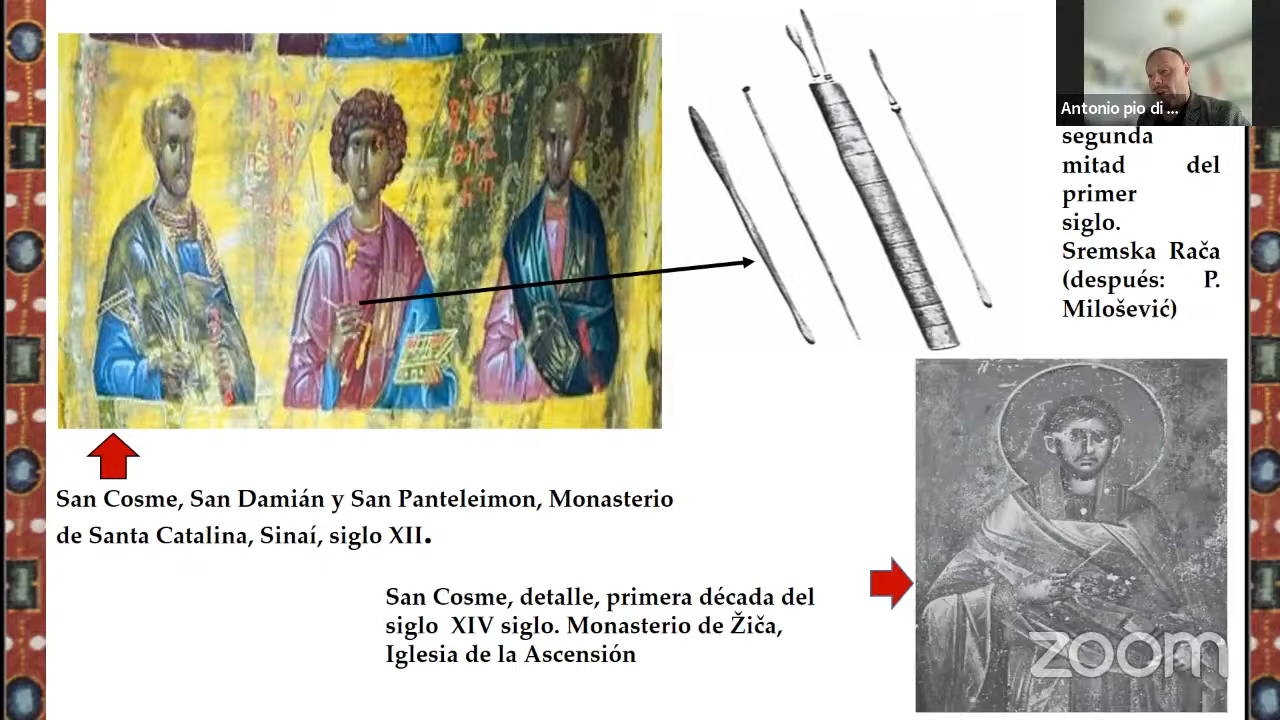 Antonio pio di ...
segunda
mitad del
primer
siglo.
Sremska Rača
(después: P.
Milošević)
San Cosme, San Damián y San Panteleimon, Monasterio
de Santa Catalina, Sinaí, siglo XII.
San Cosme, detalle, primera década del
siglo XIV siglo. Monasterio de Žiča,
Iglesia de la Ascensión
zoom